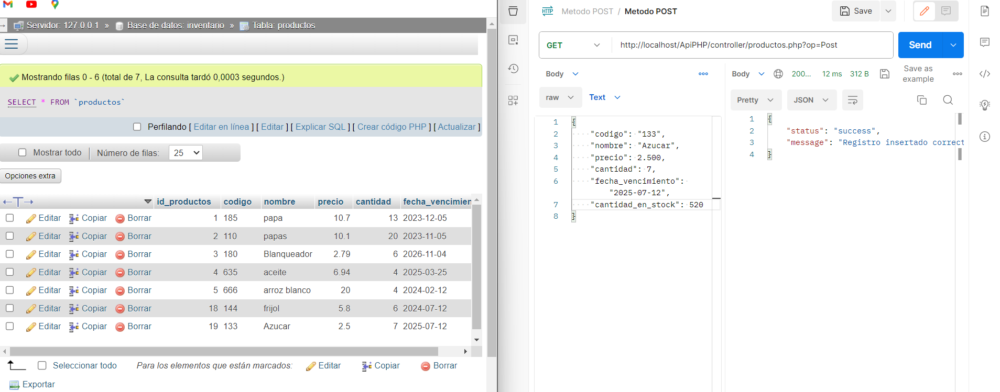 Servidor: 127.0.0.1 » Base de datos: inventario » Tabla: productos
Mostrando filas 0 - 6 (total de 7, La consulta tardó 0,0003 segundos.)
SELECT * FROM `productos`
Perfilando [ Editar en línea ] [ Editar ] [ Explicar SQL ] [ Crear código PHP ] [ Actualizar ]
Mostrar todo Número de filas: 25
Opciones extra
id_productos codigo nombre precio cantidad fecha_vencimien
Editar Copiar Borrar 1 185 papa 10.7 13 2023-12-05
Editar Copiar Borrar 2 110 papas 10.1 20 2023-11-05
Editar Copiar Borrar 3 180 Blanqueador 2.79 6 2026-11-04
Editar Copiar Borrar 4 635 aceite 6.94 4 2025-03-25
Editar Copiar Borrar 5 666 arroz blanco 20 4 2024-02-12
Editar Copiar Borrar 18 144 frijol 5.8 6 2024-07-12
Editar Copiar Borrar 19 133 Azucar 2.5 7 2025-07-12
Seleccionar todo Para los elementos que están marcados: Editar Copiar Borrar
Exportar
HTTP Metodo POST / Metodo POST Save
GET http://localhost/ApiPHP/controller/productos.php?op=Post Send
Body
raw Text
1 {
2 "codigo": "133",
3 "nombre": "Azucar",
4 "precio": 2.500,
5 "cantidad": 7,
6 "fecha_vencimiento":
"2025-07-12",
7 "cantidad_en_stock": 520
8 }
Body 200... 12 ms 312 B Save as
example
Pretty JSON
1 {
2 "status": "success",
3 "message": "Registro insertado correct
4 }